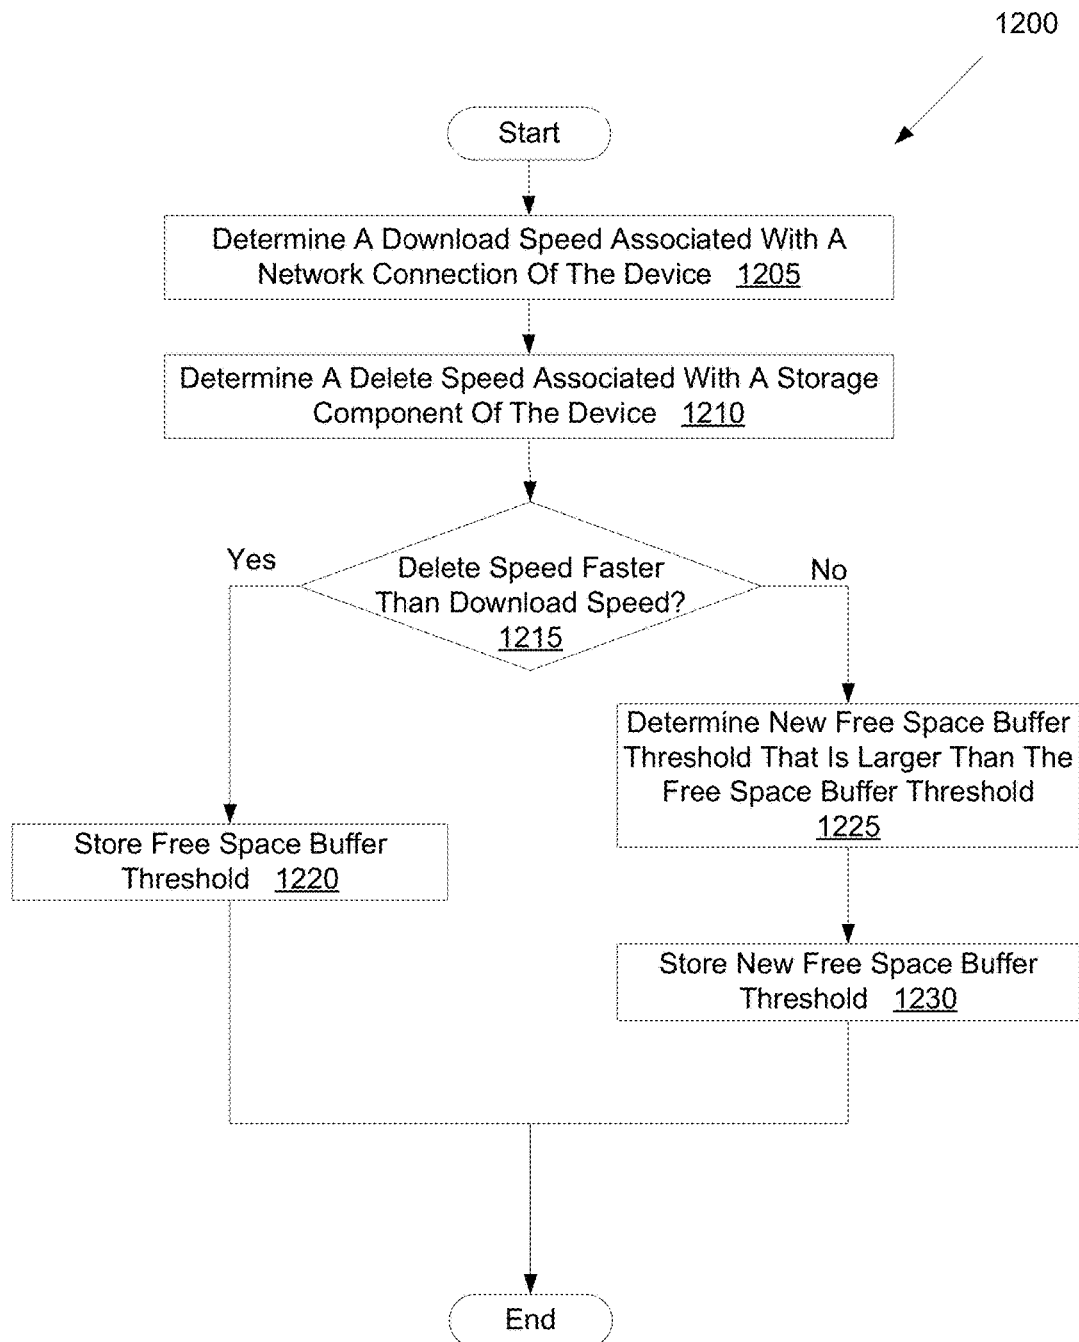 1200
Start
Determine A Download Speed Associated With A
Network Connection Of The Device 1205
Determine A Delete Speed Associated With A Storage
Component Of The Device 1210
Yes
Delete Speed Faster
Than Download Speed?
1215
No
Determine New Free Space Buffer
Threshold That Is Larger Than The
Free Space Buffer Threshold
1225
Store Free Space Buffer
Threshold 1220
Store New Free Space Buffer
Threshold 1230
End